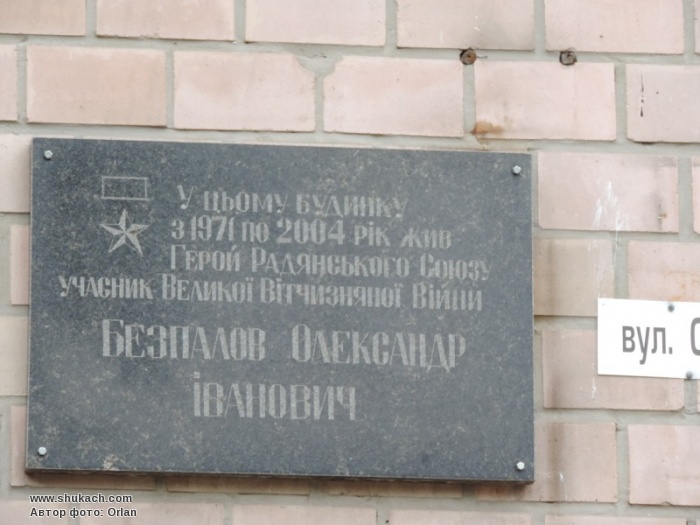 У цьому будинку
з 1971 по 2004 рік жив
Герой Радянського Союзу
учасник Великої Вітчизняної Війни
Безпалов Олександр
Іванович
вул.
www.shukach.com
Автор фото: Orlan